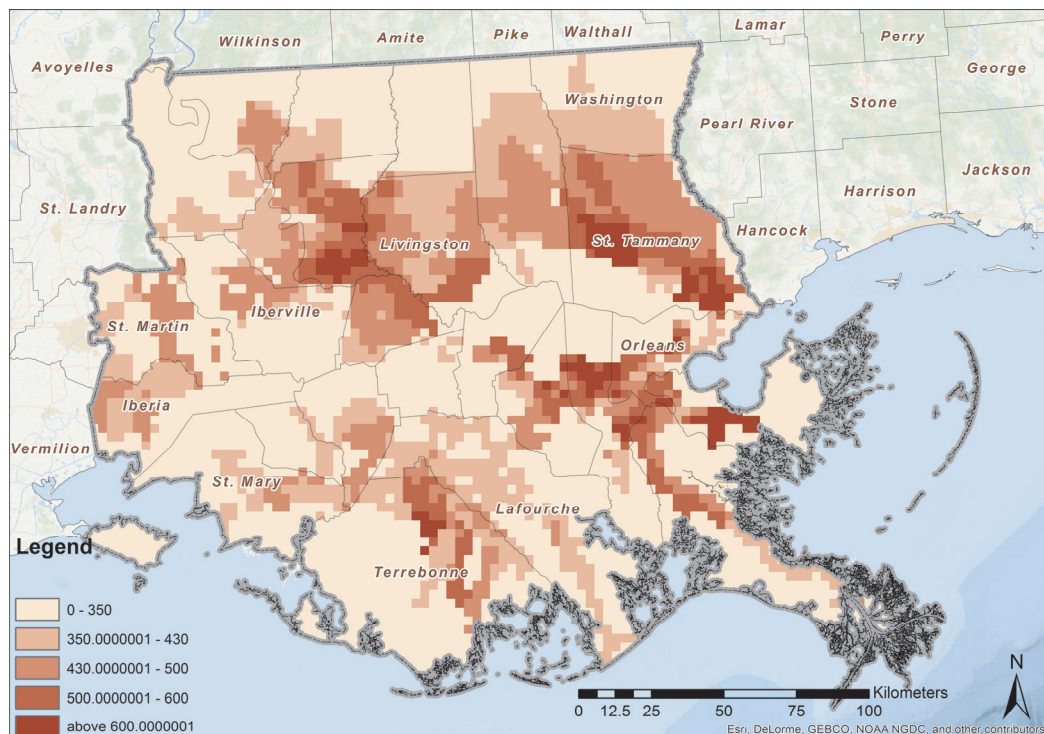 Wilkinson
Amite
Pike
Walthall
Lamar
Perry
Avoyelles
George
Washington
Stone
Pearl River
Jackson
Harrison
St. Landry
Hancock
Livingston
St. Tammany
Iberville
St. Martin
Orleans
Iberia
Vermilion
St. Mary
Lafourche
Terrebonne
Legend
0 - 350
350.0000001 - 430
430.0000001 - 500
500.0000001 - 600
above 600.0000001
N
Kilometers
0 12.5 25 50 75 100
Esri, DeLorme, GEBCO, NOAA NGDC, and other contributors